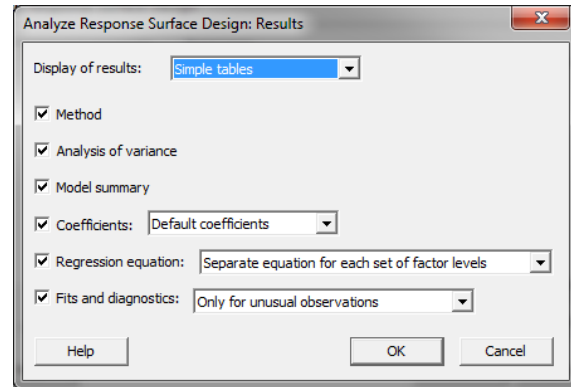 Analyze Response Surface Design: Results
Display of results: Simple tables
Method
Analysis of variance
Model summary
Coefficients: Default coefficients
Regression equation: Separate equation for each set of factor levels
Fits and diagnostics: Only for unusual observations
Help OK Cancel